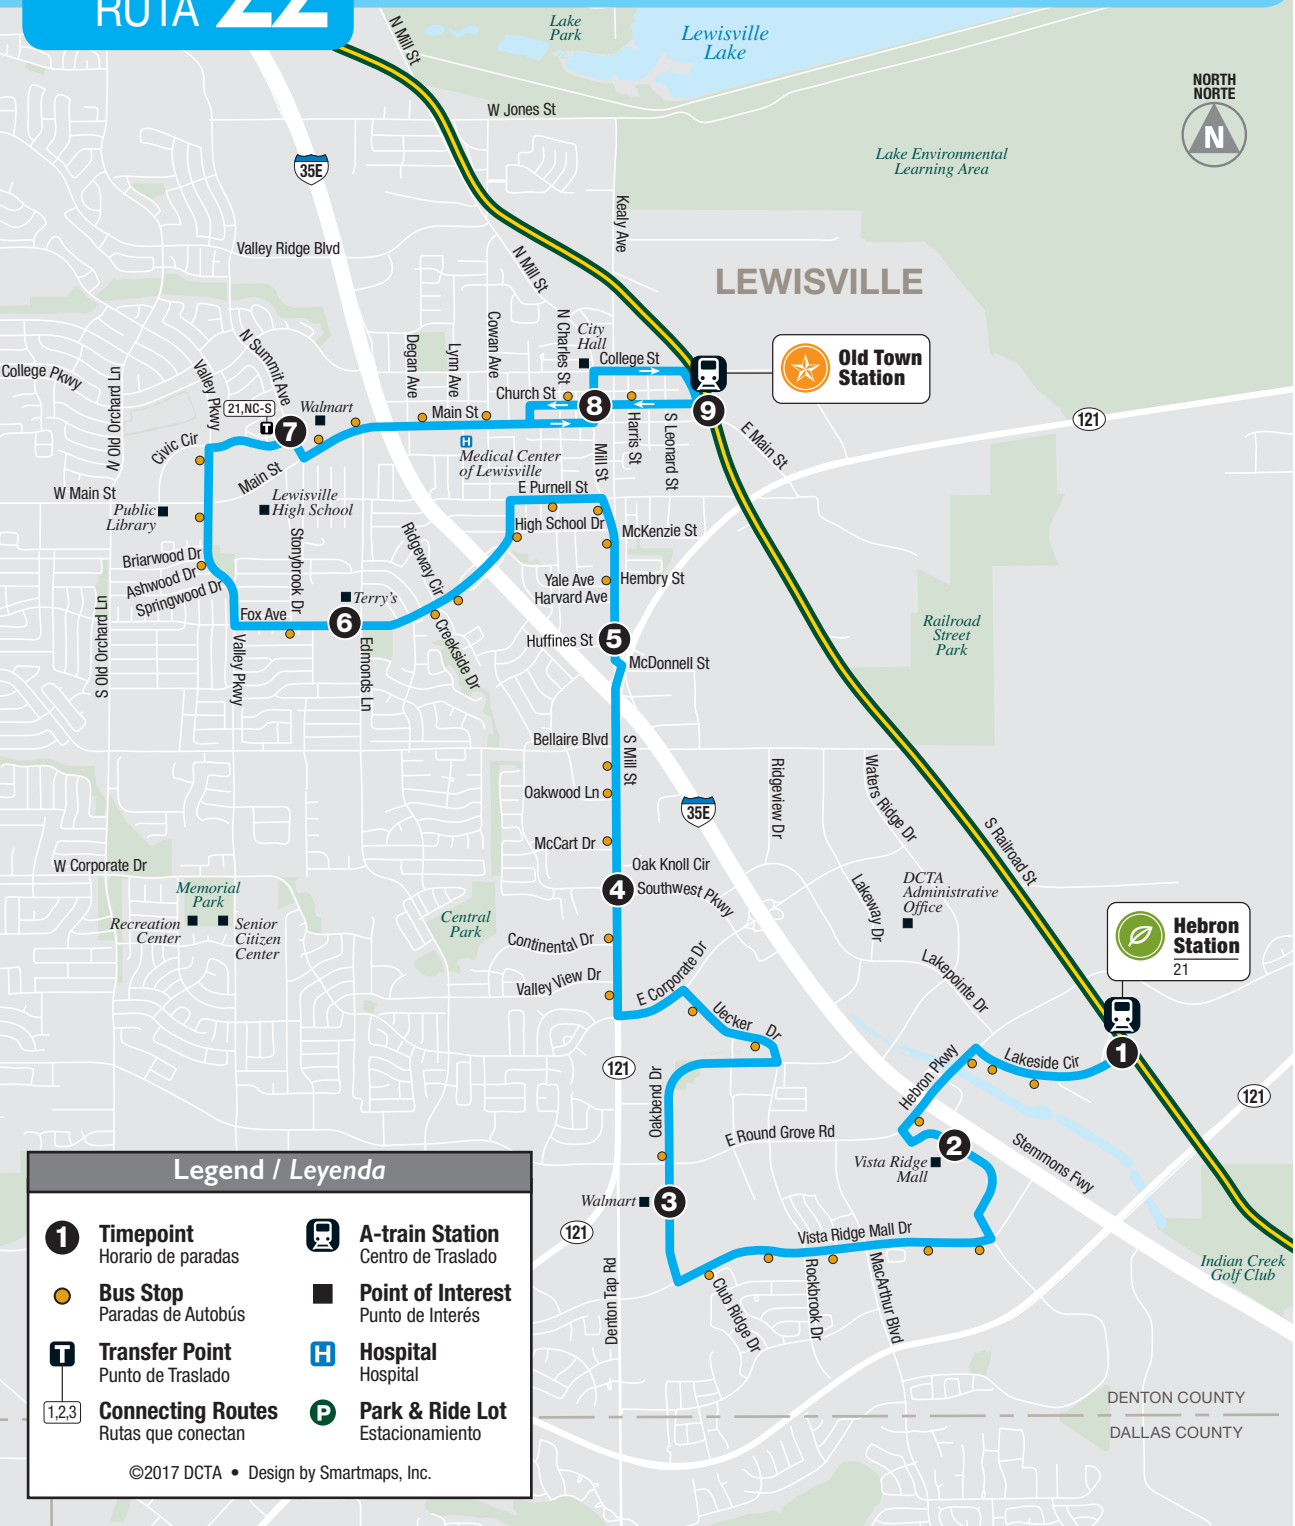 RUTA 22
N Mill St
Lake
Park
Lewisville
Lake
NORTH
NORTE
N
W Jones St
35E
Lake Environmental
Learning Area
Kealy Ave
Valley Ridge Blvd
N Mill St
LEWISVILLE
N Summit Ave
Cowan Ave
N Charles St
City
Hall
College St
Degan Ave
Lynn Ave
Old Town
Station
College Pkwy
N Old Orchard Ln
Valley Pkwy
21,NC-S
T
Walmart
Church St
Main St
8
9
7
Harris St
S Leonard St
E Main St
121
Civic Cir
Main St
H
Medical Center
of Lewisville
Mill St
W Main St
Public
Library
Lewisville
High School
E Purnell St
High School Dr
McKenzie St
Ridgeway Cir
Stonybrook Dr
Briarwood Dr
Ashwood Dr
Springwood Dr
Yale Ave
Hembry St
Harvard Ave
Terry's
Fox Ave
6
Huffines St
5
McDonnell St
Railroad
Street
Park
S Old Orchard Ln
Valley Pkwy
Edmonds Ln
Creekside Dr
Bellaire Blvd
S Mill St
Oakwood Ln
Ridgeview Dr
Waters Ridge Dr
35E
McCart Dr
S Railroad St
W Corporate Dr
Oak Knoll Cir
4
Southwest Pkwy
Memorial
Park
Recreation
Center
Senior
Citizen
Center
Central
Park
Lakeway Dr
DCTA
Administrative
Office
Hebron
Station
21
Continental Dr
Valley View Dr
E Corporate Dr
Lakepointe Dr
Uecker Dr
1
Lakeside Cir
Hebron Pkwy
121
121
Oakbend Dr
E Round Grove Rd
2
Vista Ridge
Mall
Stemmons Fwy
Walmart
3
121
Vista Ridge Mall Dr
Denton Tap Rd
Club Ridge Dr
Rockbrook Dr
MacArthur Blvd
Indian Creek
Golf Club
DENTON COUNTY
DALLAS COUNTY
Legend / Leyenda
1
Timepoint
Horario de paradas
A-train Station
Centro de Traslado
Bus Stop
Paradas de Autobús
Point of Interest
Punto de Interés
T
Transfer Point
Punto de Traslado
H
Hospital
Hospital
1,2,3
Connecting Routes
Rutas que conectan
P
Park & Ride Lot
Estacionamiento
©2017 DCTA • Design by Smartmaps, Inc.